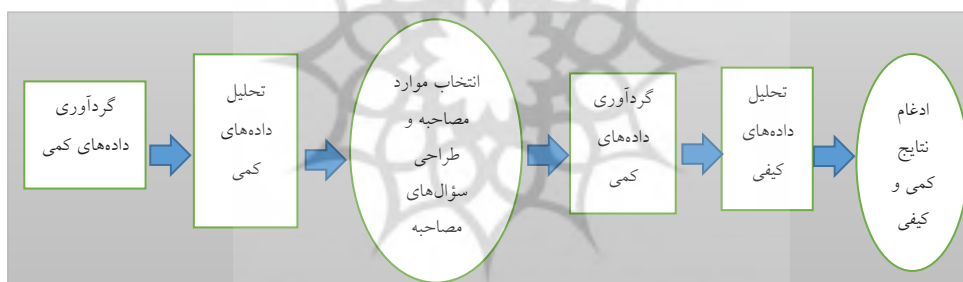 گردآوری
داده‌های کمی
تحلیل
داده‌های
کمی
انتخاب موارد
مصاحبه و
طراحی
سؤال‌های
مصاحبه
گردآوری
داده‌های
کمی
تحلیل
داده‌های
کیفی
ادغام
نتایج
کمی و
کیفی